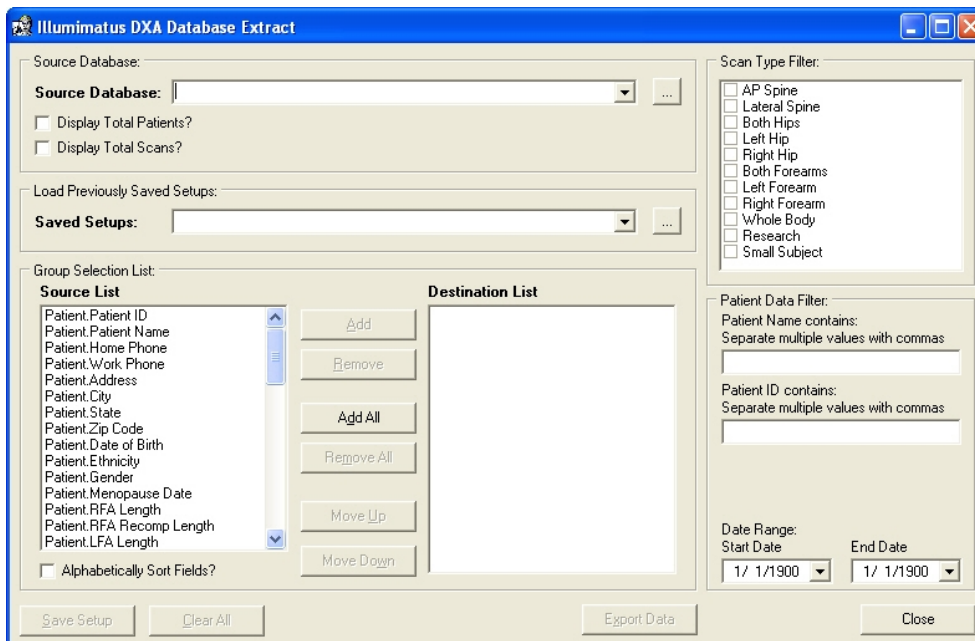 Illumimatus DXA Database Extract
Source Database:
Source Database:
...
Display Total Patients?
Display Total Scans?
Load Previously Saved Setups:
Saved Setups:
...
Group Selection List:
Source List
Patient.Patient ID
Patient.Patient Name
Patient.Home Phone
Patient.Work Phone
Patient.Address
Patient.City
Patient.State
Patient.Zip Code
Patient.Date of Birth
Patient.Ethnicity
Patient.Gender
Patient.Menopause Date
Patient.RFA Length
Patient.RFA Recomp Length
Patient.LFA Length
Alphabetically Sort Fields?
Add
Remove
Add All
Remove All
Move Up
Move Down
Destination List
Scan Type Filter:
AP Spine
Lateral Spine
Both Hips
Left Hip
Right Hip
Both Forearms
Left Forearm
Right Forearm
Whole Body
Research
Small Subject
Patient Data Filter:
Patient Name contains:
Separate multiple values with commas
Patient ID contains:
Separate multiple values with commas
Date Range:
Start Date End Date
1/ 1/1900 1/ 1/1900
Save Setup Clear All Export Data Close